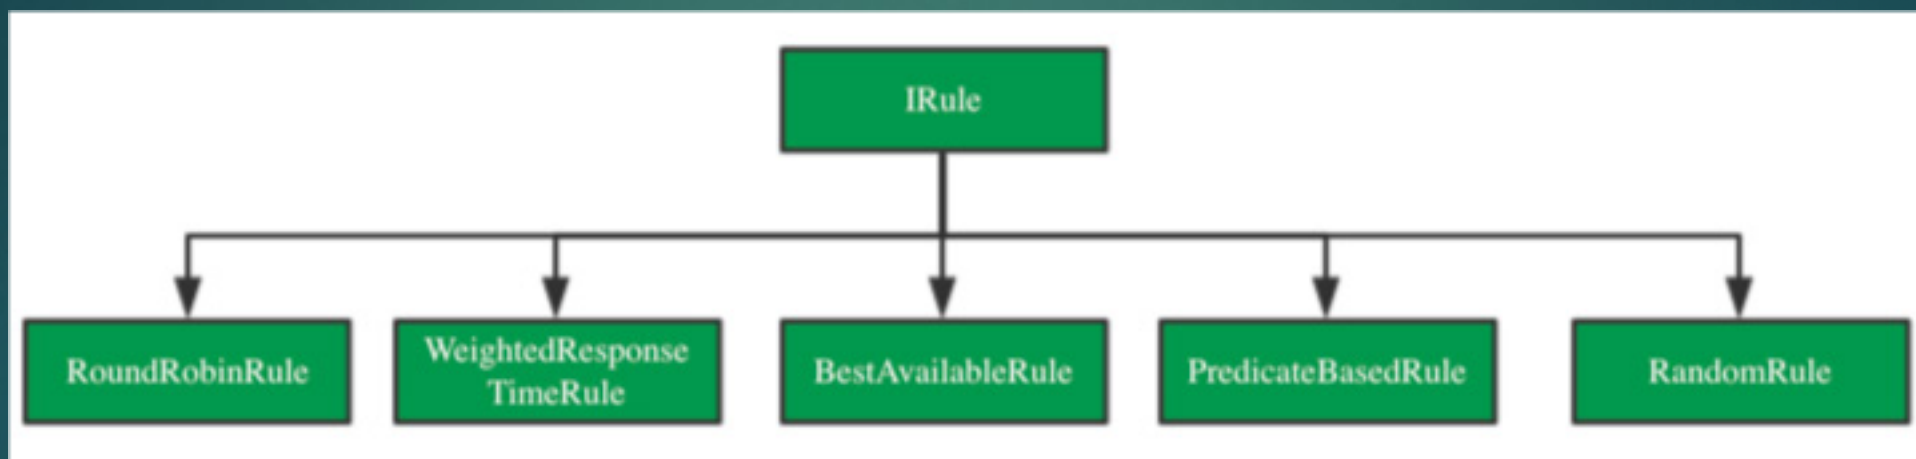 IRule
RoundRobinRule
WeightedResponse
TimeRule
BestAvailableRule
PredicateBasedRule
RandomRule